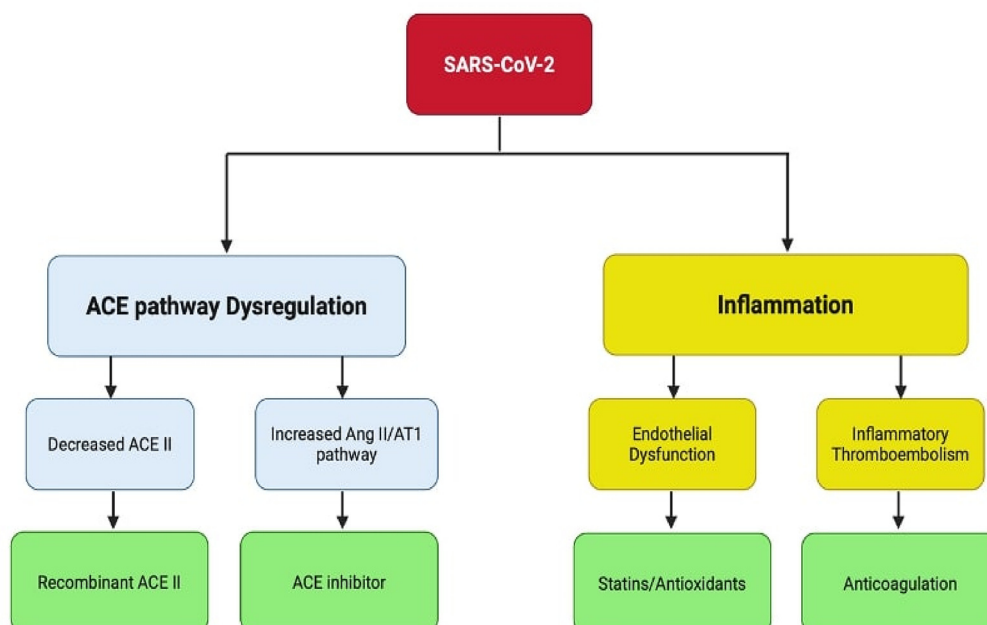 SARS-CoV-2
ACE pathway Dysregulation
Inflammation
Decreased ACE II
Increased Ang II/AT1
pathway
Endothelial
Dysfunction
Inflammatory
Thromboembolism
Recombinant ACE II
ACE inhibitor
Statins/Antioxidants
Anticoagulation